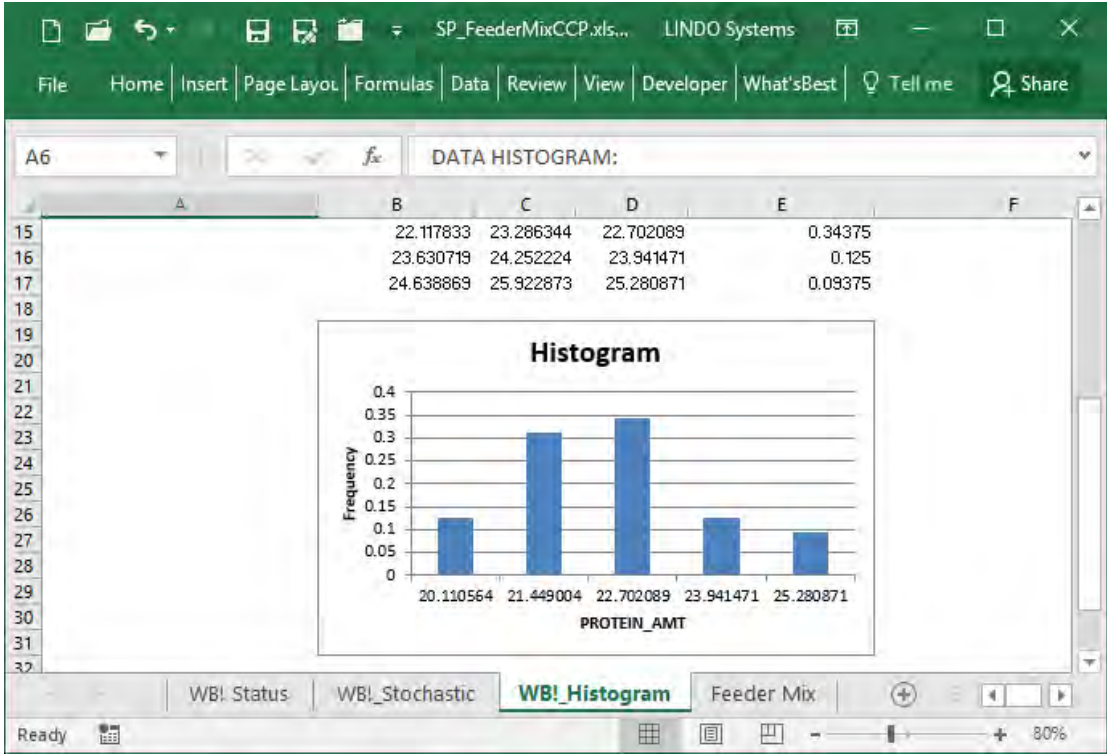 SP_FeederMixCCP.xls... LINDO Systems
File Home Insert Page Layou Formulas Data Review View Developer What'sBest Tell me Share
A6 fx DATA HISTOGRAM:
A B C D E F
15 22.117833 23.286344 22.702089 0.34375
16 23.630719 24.252224 23.941471 0.125
17 24.638869 25.922873 25.280871 0.09375
18
19
20
21
22
23
24
25
26
27
28
29
30
31
32
Histogram
0.4
0.35
0.3
0.25
0.2
0.15
0.1
0.05
0
Frequency
20.110564 21.449004 22.702089 23.941471 25.280871
PROTEIN_AMT
WB!_Status WB!_Stochastic WB!_Histogram Feeder Mix
Ready 80%